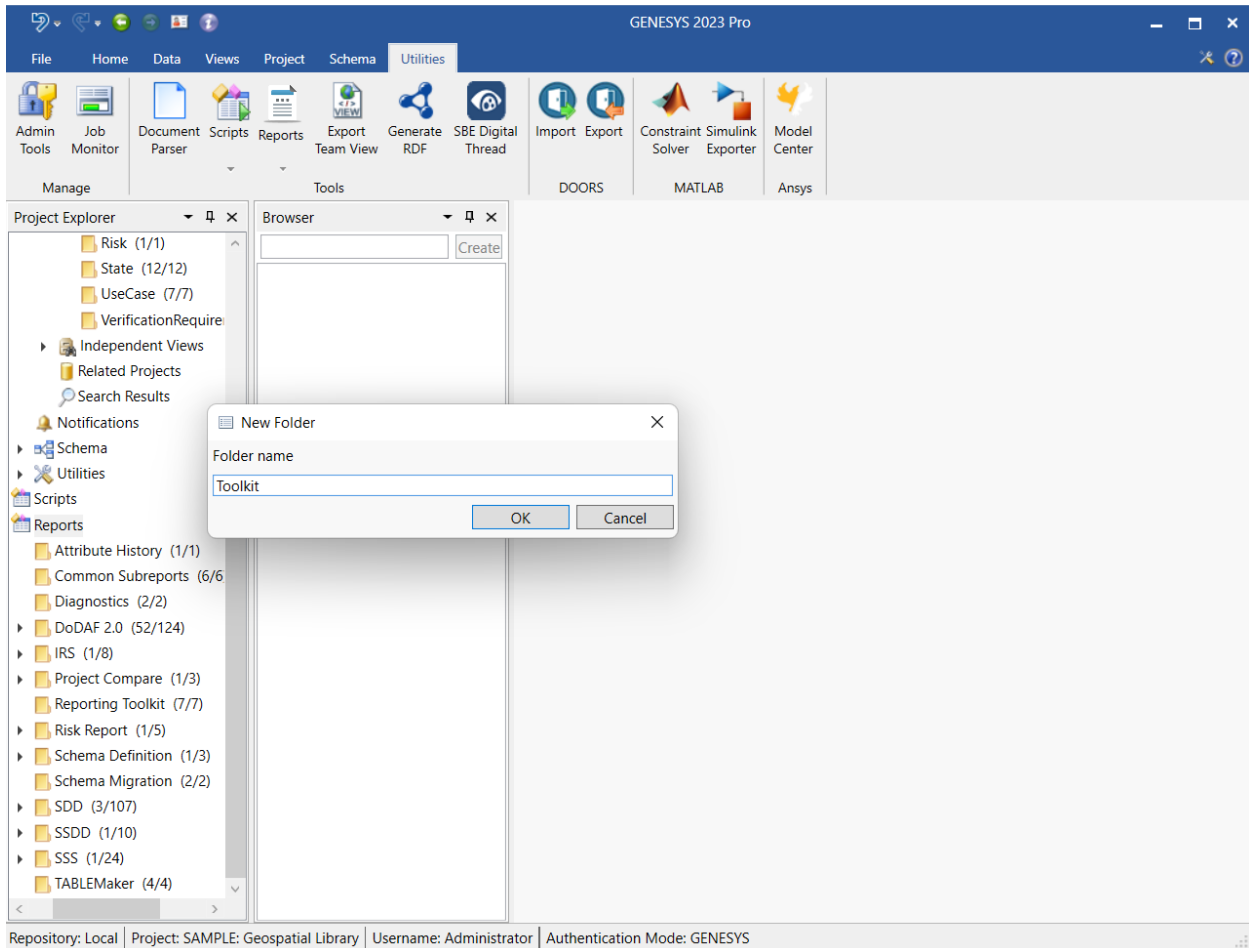 GENESYS 2023 Pro
File Home Data Views Project Schema Utilities
Admin Tools
Job Monitor
Document Parser
Scripts
Reports
VIEW
Export Team View
Generate RDF
SBE Digital Thread
Import
Export
Constraint Solver
Simulink Exporter
Model Center
Manage
Tools
DOORS
MATLAB
Ansys
Project Explorer
Risk (1/1)
State (12/12)
UseCase (7/7)
Independent Views
Related Projects
Search Results
Notifications
Schema
Utilities
Scripts
Reports
Attribute History (1/1)
Common Subreports (6/6
Diagnostics (2/2)
DoDAF 2.0 (52/124)
IRS (1/8)
Project Compare (1/3)
Reporting Toolkit (7/7)
Risk Report (1/5)
Schema Definition (1/3)
Schema Migration (2/2)
SDD (3/107)
SSDD (1/10)
SSS (1/24)
TABLEMaker (4/4)
Browser
Create
New Folder
Folder name
Toolkit
OK Cancel
Repository: Local Project: SAMPLE: Geospatial Library Username: Administrator Authentication Mode: GENESYS